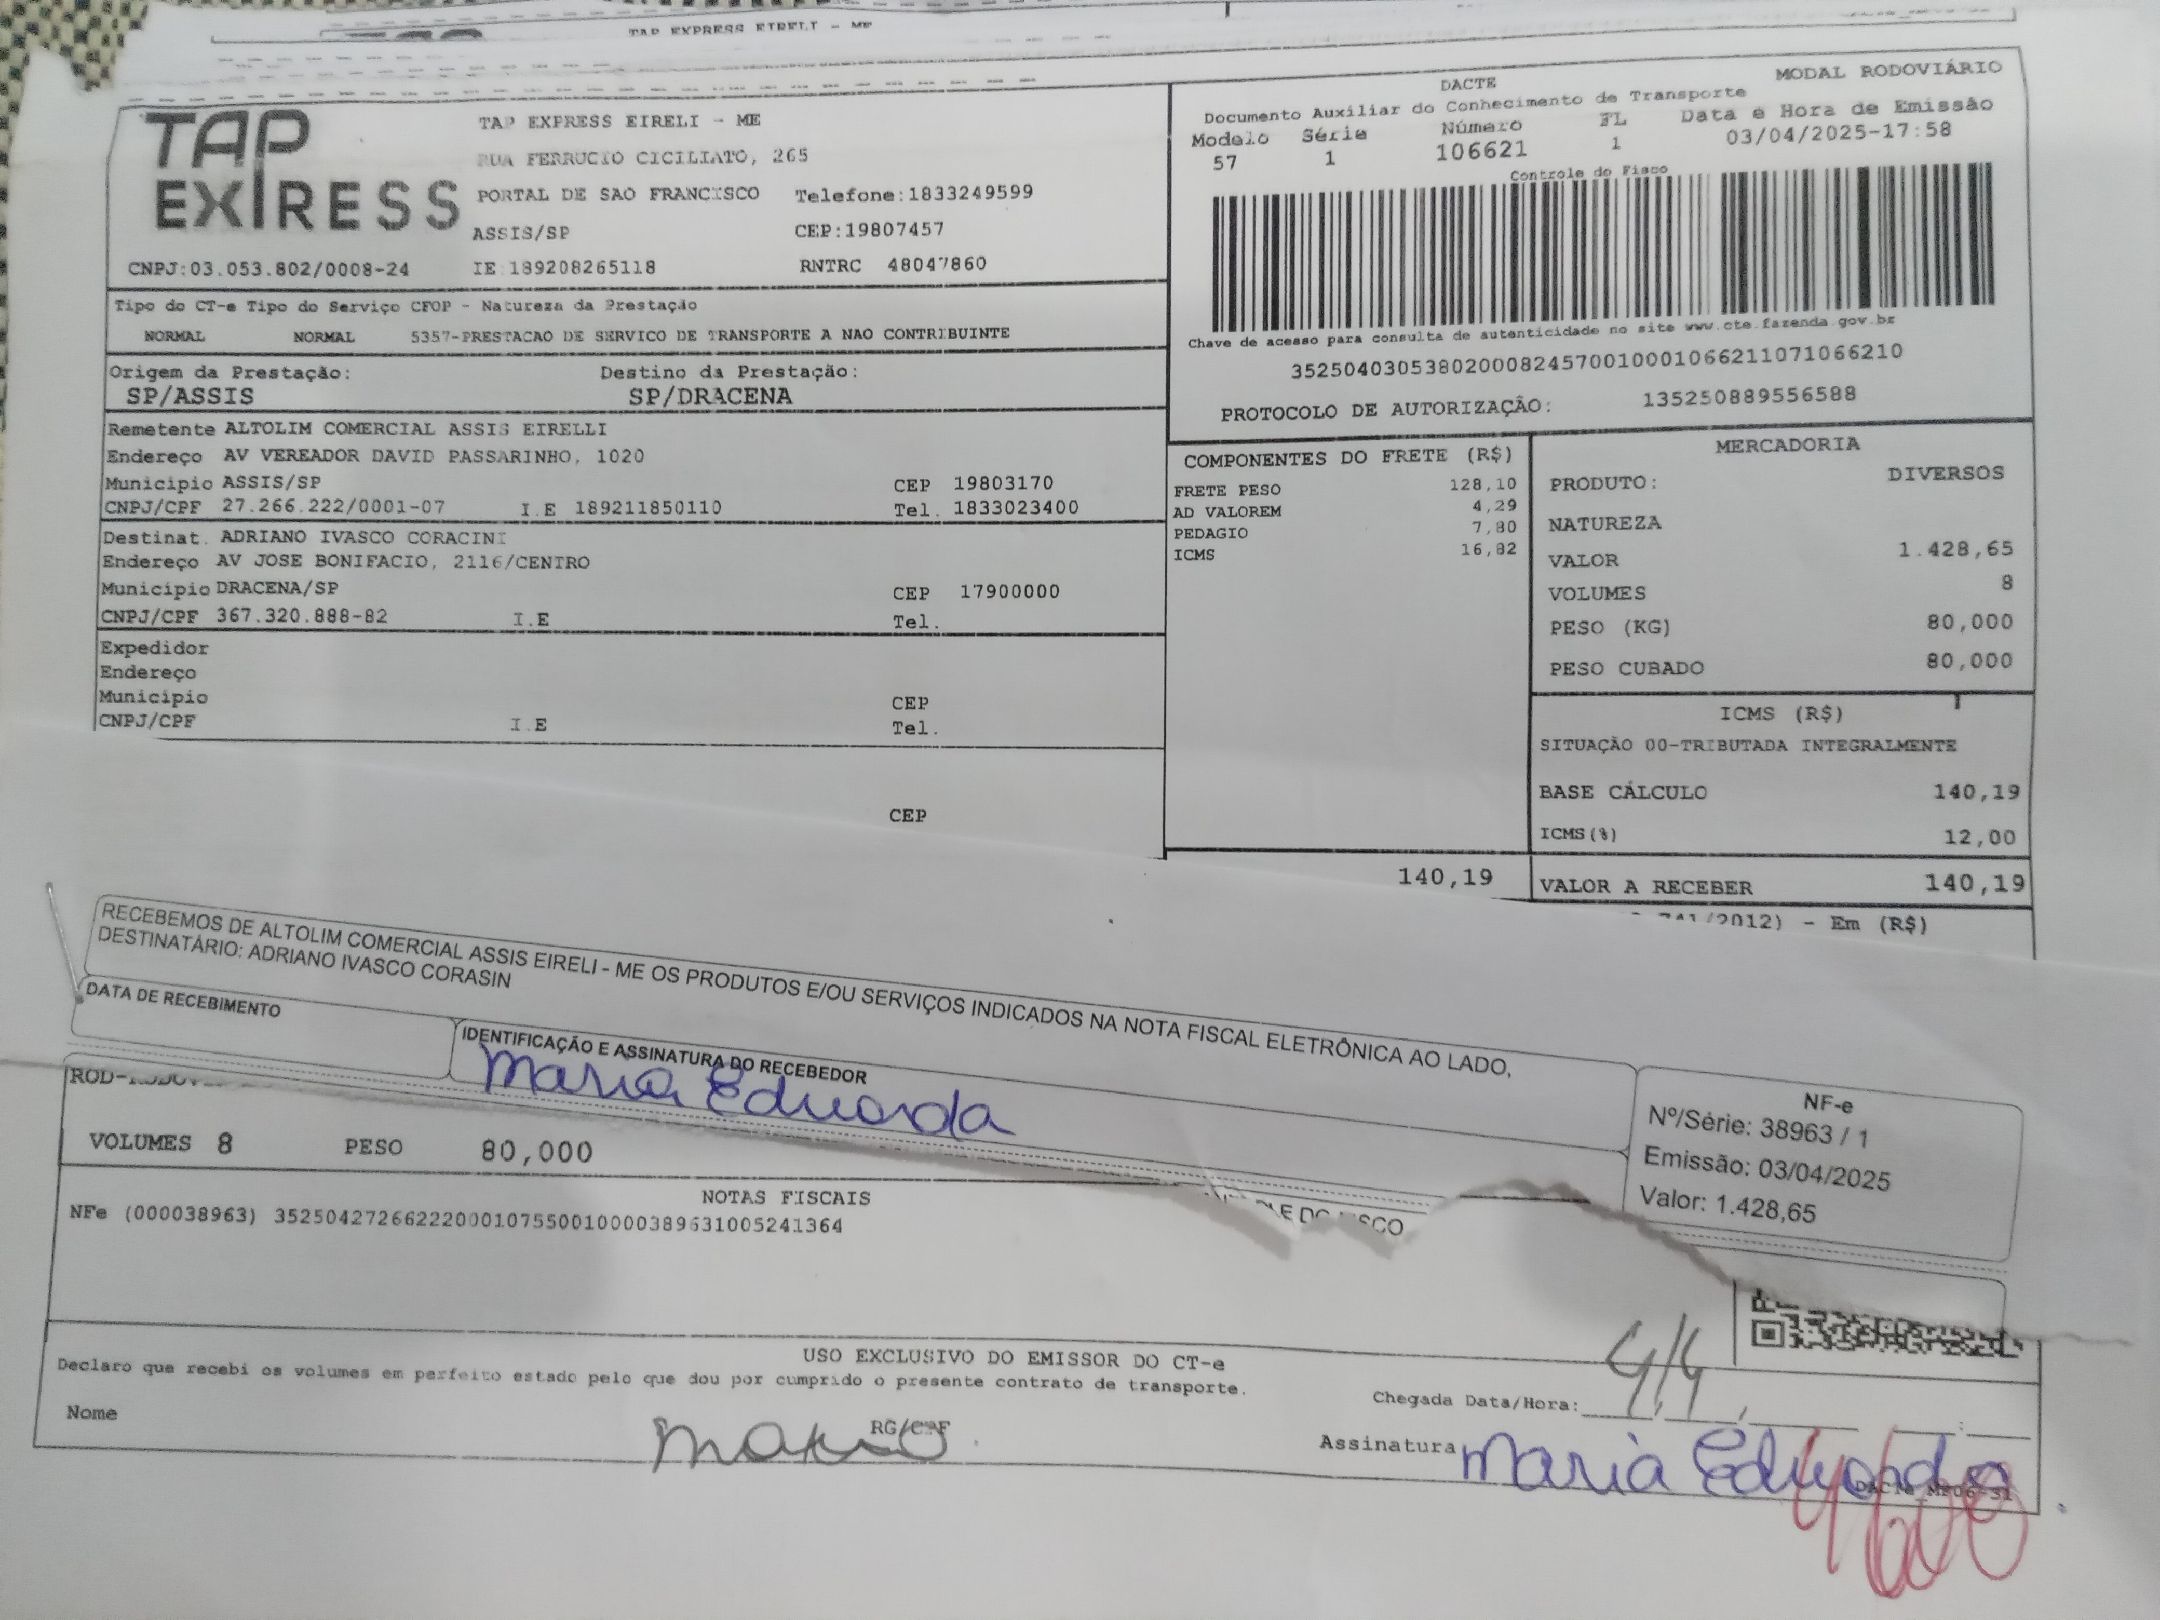 TAP EXPRESS EIRELI - ME
TAP EXPRESS
TAP EXPRESS EIRELI - ME
RUA FERRUCIO CICILIATO, 265
PORTAL DE SAO FRANCISCO Telefone:1833249599
ASSIS/SP CEP:19807457
CNPJ:03.053.802/0008-24 IE:189208265118 RNTRC 48047860
DACTE MODAL RODOVIÁRIO
Documento Auxiliar do Conhecimento de Transporte
Modelo Série Número FL Data e Hora de Emissão
57 1 106621 1 03/04/2025-17:58
Controle do Fisco
Chave de acesso para consulta de autenticidade no site www.cte.fazenda.gov.br
35250403053802000824570010001066211071066210
PROTOCOLO DE AUTORIZAÇÃO: 135250889556588
Tipo do CT-e Tipo do Serviço CFOP - Natureza da Prestação
NORMAL NORMAL 5357-PRESTACAO DE SERVICO DE TRANSPORTE A NAO CONTRIBUINTE
Origem da Prestação: Destino da Prestação:
SP/ASSIS SP/DRACENA
Remetente ALTOLIM COMERCIAL ASSIS EIRELLI
Endereço AV VEREADOR DAVID PASSARINHO, 1020
Município ASSIS/SP CEP 19803170
CNPJ/CPF 27.266.222/0001-07 I.E 189211850110 Tel. 1833023400
Destinat. ADRIANO IVASCO CORACINI
Endereço AV JOSE BONIFACIO, 2116/CENTRO
Município DRACENA/SP CEP 17900000
CNPJ/CPF 367.320.888-82 I.E Tel.
Expedidor
Endereço
Município CEP
CNPJ/CPF I.E Tel.
CEP
COMPONENTES DO FRETE (R$)
FRETE PESO 128,10
AD VALOREM 4,29
PEDAGIO 7,80
ICMS 16,82
140,19
MERCADORIA
PRODUTO: DIVERSOS
NATUREZA
VALOR 1.428,65
VOLUMES 8
PESO (KG) 80,000
PESO CUBADO 80,000
ICMS (R$)
SITUAÇÃO 00-TRIBUTADA INTEGRALMENTE
BASE CÁLCULO 140,19
ICMS(%) 12,00
VALOR A RECEBER 140,19
741/2012) - Em (R$)
RECEBEMOS DE ALTOLIM COMERCIAL ASSIS EIRELI - ME OS PRODUTOS E/OU SERVIÇOS INDICADOS NA NOTA FISCAL ELETRÔNICA AO LADO,
DESTINATÁRIO: ADRIANO IVASCO CORASIN
DATA DE RECEBIMENTO
IDENTIFICAÇÃO E ASSINATURA DO RECEBEDOR
Maria Eduarda
NF-e
Nº/Série: 38963 / 1
Emissão: 03/04/2025
Valor: 1.428,65
VOLUMES 8 PESO 80,000
NOTAS FISCAIS
NFe (000038963) 35250427266222000107550010000389631005241364
USO EXCLUSIVO DO EMISSOR DO CT-e
Declaro que recebi os volumes em perfeito estado pelo que dou por cumprido o presente contrato de transporte.
Chegada Data/Hora: 4/4
Nome RG/CPF
Assinatura Maria Eduarda